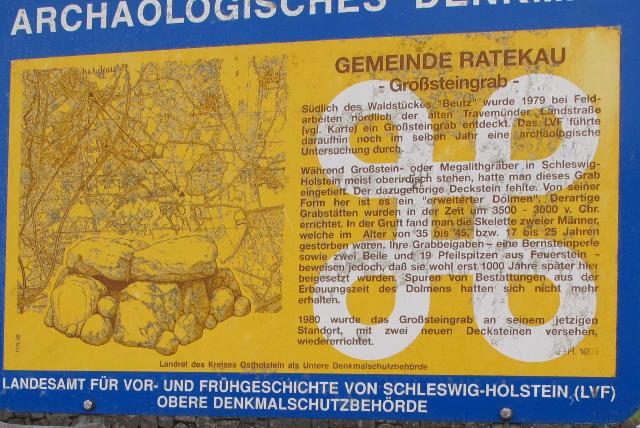 ARCHÄOLOGISCHES
GEMEINDE RATEKAU
- Großsteingrab -
Südlich des Waldstückes "Beutz" wurde 1979 bei Feld-
arbeiten nördlich der alten Travemünder Landstraße
(vgl. Karte) ein Großsteingrab entdeckt. Das LVF führte
daraufhin noch im selben Jahr eine archäologische
Untersuchung durch.
Während Großstein- oder Megalithgräber in Schleswig-
Holstein meist oberirdisch stehen, hatte man dieses Grab
eingetieft. Der dazugehörige Deckstein fehlte. Von seiner
Form her ist es ein "erweiterter Dolmen". Derartige
Grabstätten wurden in der Zeit um 3500 - 3000 v. Chr.
errichtet. In der Gruft fand man die Skelette zweier Männer,
welche im Alter von 35 bis 45, bzw. 17 bis 25 Jahren
gestorben waren. Ihre Grabbeigaben - eine Bernsteinperle
sowie zwei Beile und 19 Pfeilspitzen aus Feuerstein -
beweisen jedoch, daß sie wohl erst 1000 Jahre später hier
beigesetzt wurden. Spuren von Bestattungen aus der
Erbauungszeit des Dolmens hatten sich nicht mehr
erhalten.
1980 wurde das Großsteingrab an seinem jetzigen
Standort, mit zwei neuen Decksteinen versehen,
wiedererrichtet.
Landrat des Kreises Ostholstein als Untere Denkmalschutzbehörde
LANDESAMT FÜR VOR- UND FRÜHGESCHICHTE VON SCHLESWIG-HOLSTEIN (LVF)
OBERE DENKMALSCHUTZBEHÖRDE